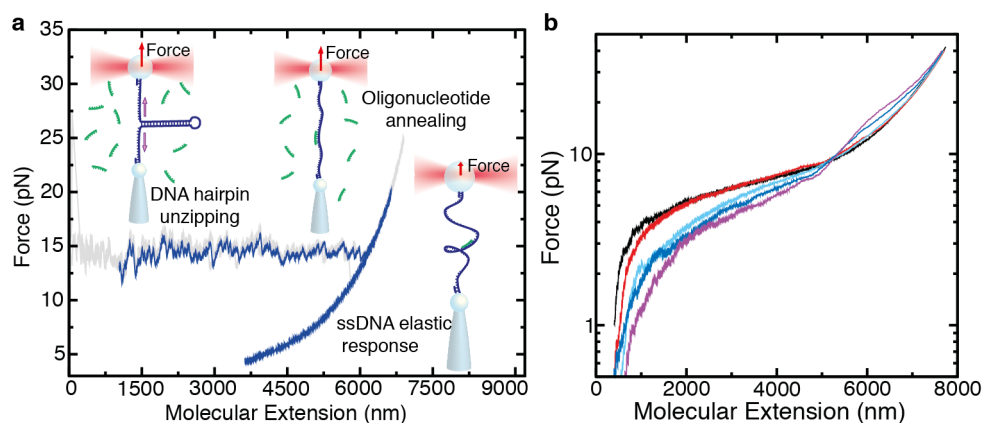 a
35
30
25
20
15
10
5
Force (pN)
Force
Force
Oligonucleotide
annealing
Force
DNA hairpin
unzipping
ssDNA elastic
response
0 1500 3000 4500 6000 7500 9000
Molecular Extension (nm)
b
10
1
Force (pN)
0 2000 4000 6000 8000
Molecular Extension (nm)